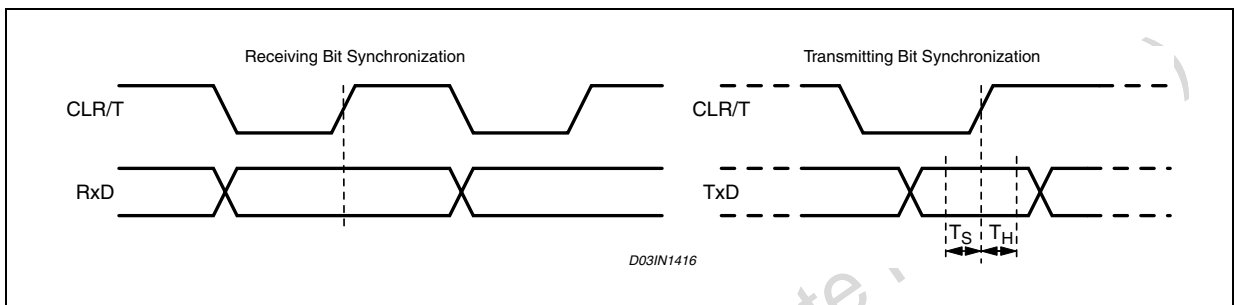 Receiving Bit Synchronization
Transmitting Bit Synchronization
CLR/T
CLR/T
RxD
TxD
TS TH
D03IN1416